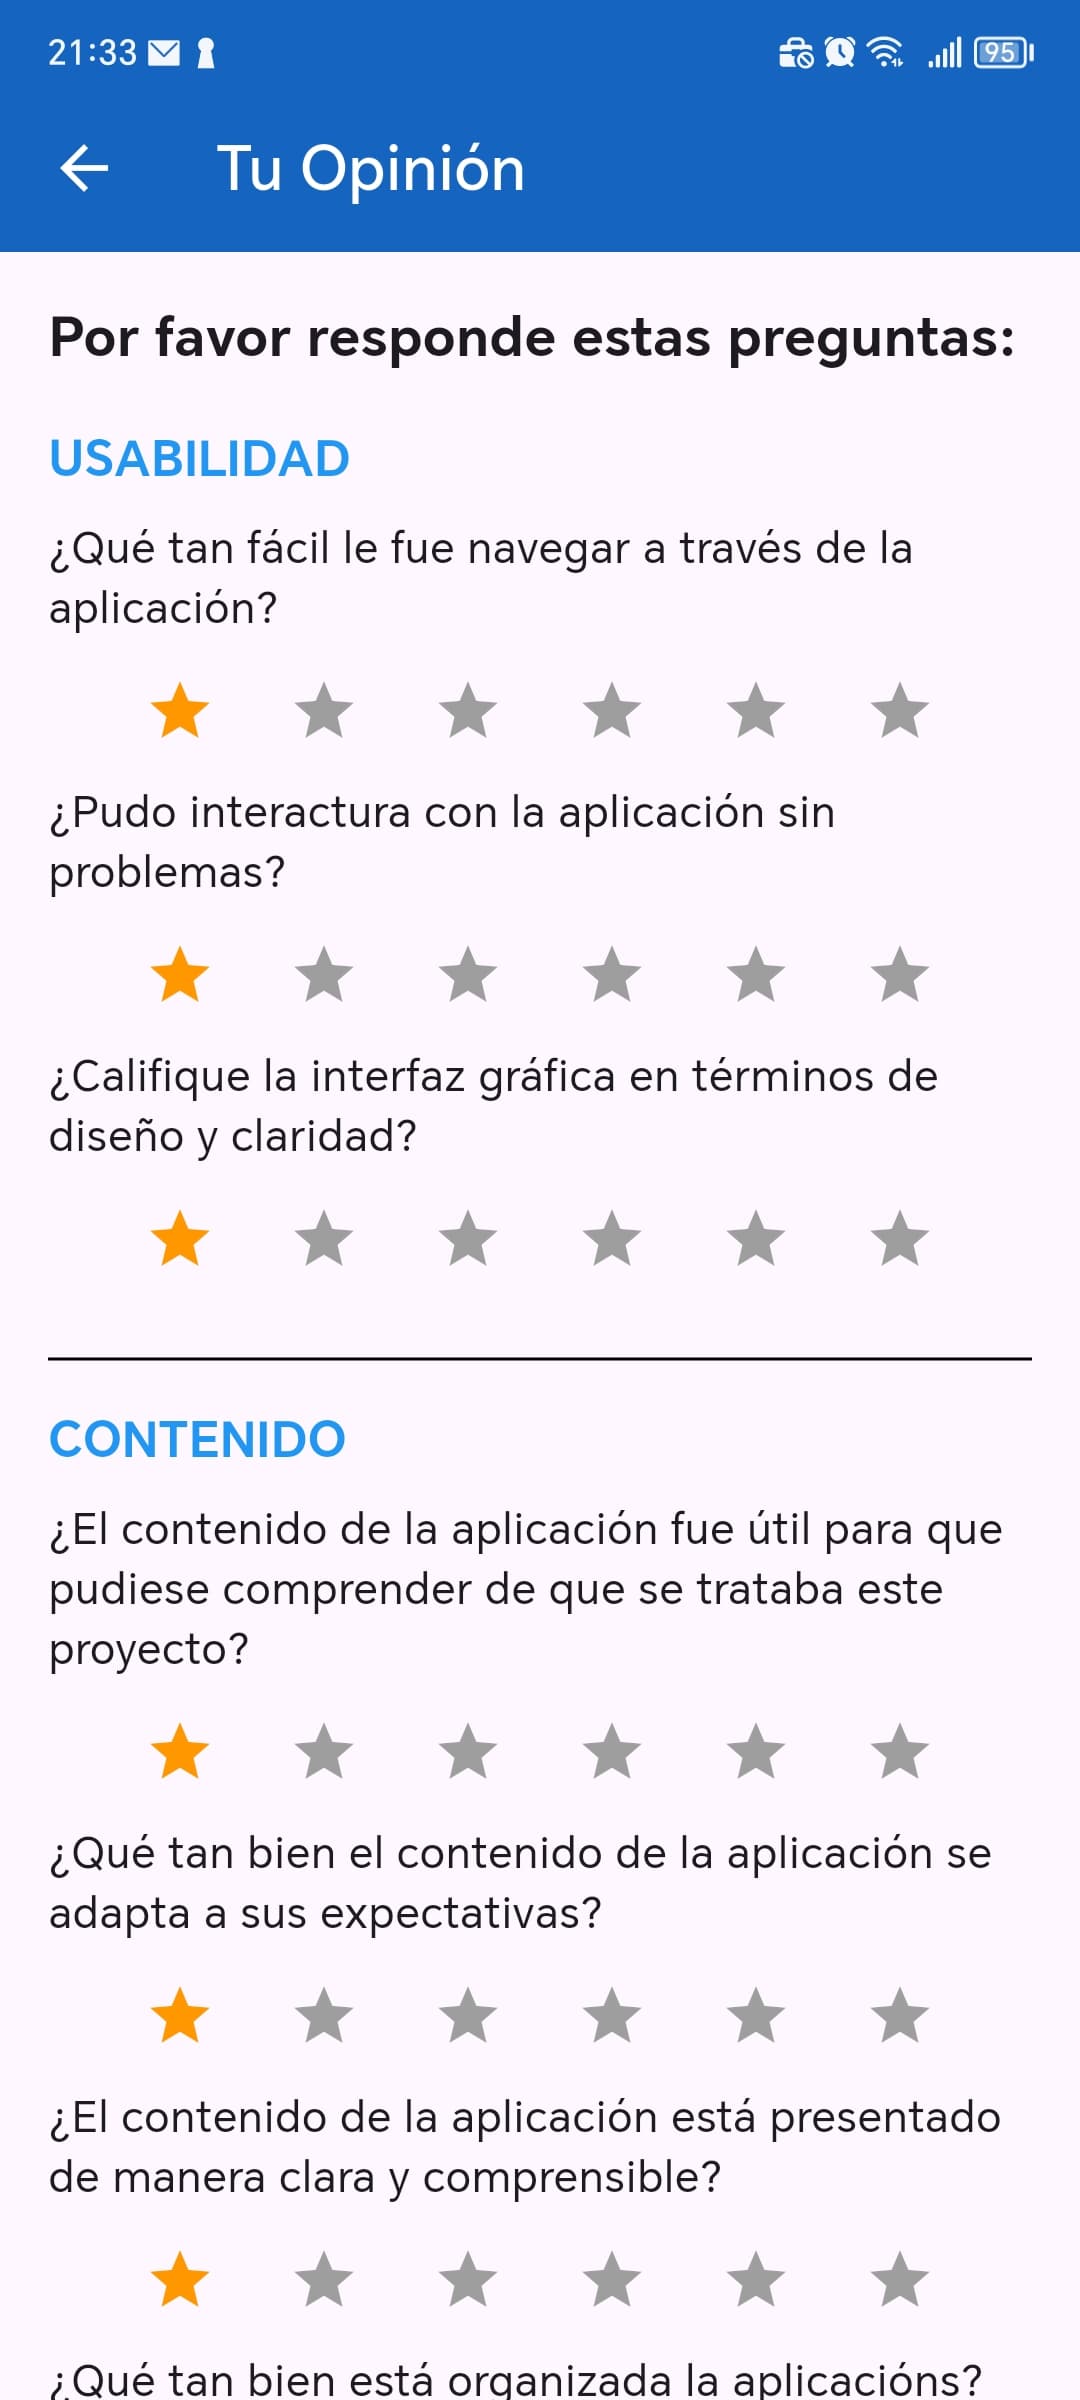 21:33
95
Tu Opinión
Por favor responde estas preguntas:
USABILIDAD
¿Qué tan fácil le fue navegar a través de la
aplicación?
¿Pudo interactura con la aplicación sin
problemas?
¿Califique la interfaz gráfica en términos de
diseño y claridad?
CONTENIDO
¿El contenido de la aplicación fue útil para que
pudiese comprender de que se trataba este
proyecto?
¿Qué tan bien el contenido de la aplicación se
adapta a sus expectativas?
¿El contenido de la aplicación está presentado
de manera clara y comprensible?
¿Qué tan bien está organizada la aplicacións?